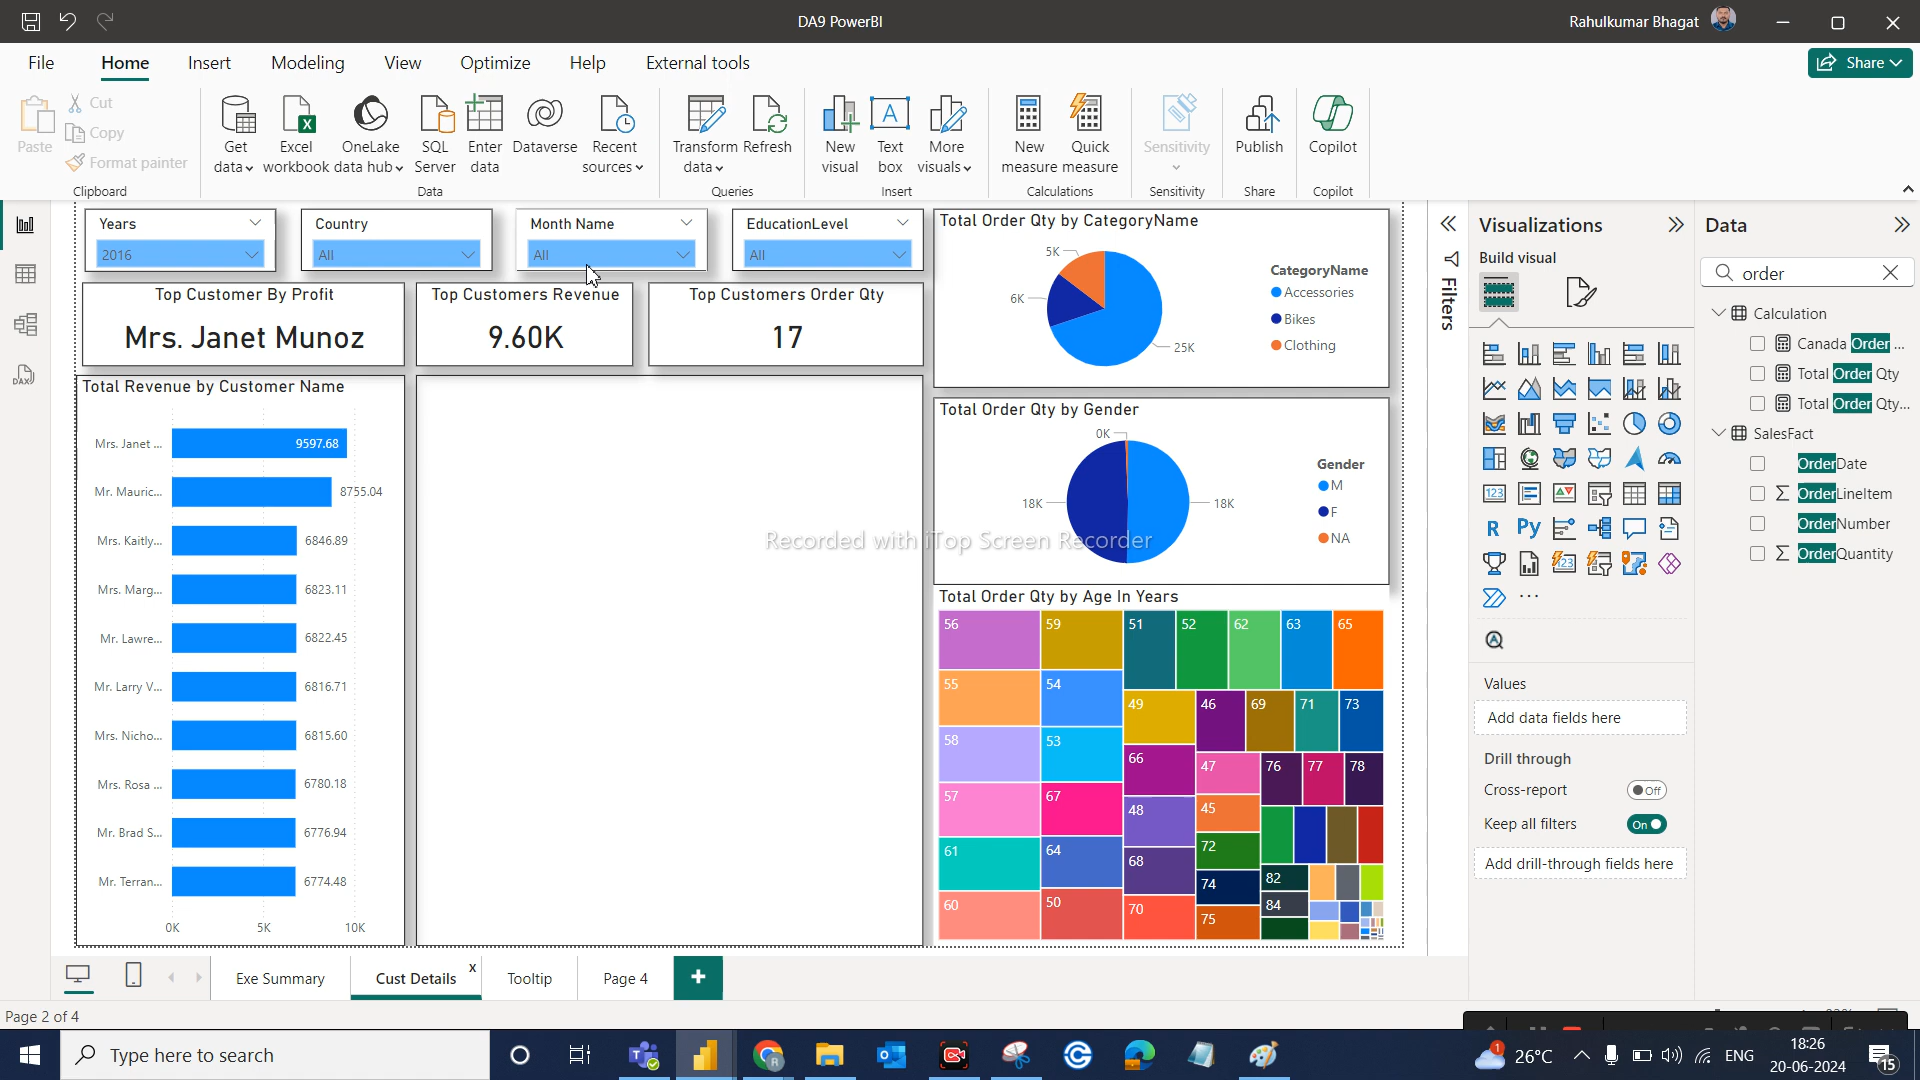 DA9 PowerBI
Rahulkumar Bhagat
File
Home
Insert
Modeling
View
Optimize
Help
External tools
Share
Paste
Cut
Copy
Format painter
Clipboard
Get data
Excel workbook
OneLake data hub
SQL Server
Enter data
Dataverse
Recent sources
Data
Transform data
Refresh
Queries
New visual
Text box
More visuals
Insert
New measure
Quick measure
Calculations
Sensitivity
Sensitivity
Publish
Share
Copilot
Copilot
Years
2016
Country
All
Month Name
All
EducationLevel
All
Top Customer By Profit
Mrs. Janet Munoz
Top Customers Revenue
9.60K
Top Customers Order Qty
17
Total Revenue by Customer Name
Mrs. Janet ... 9597.68
Mr. Mauric... 8755.04
Mrs. Kaitly... 6846.89
Mrs. Marg... 6823.11
Mr. Lawre... 6822.45
Mr. Larry V... 6816.71
Mrs. Nicho... 6815.60
Mrs. Rosa ... 6780.18
Mr. Brad S... 6776.94
Mr. Terran... 6774.48
0K 5K 10K
Total Order Qty by CategoryName
5K
6K
25K
CategoryName
Accessories
Bikes
Clothing
Total Order Qty by Gender
0K
18K
18K
Gender
M
F
NA
Recorded with iTop Screen Recorder
Total Order Qty by Age In Years
56 59 51 52 62 63 65
55 54 49 46 69 71 73
58 53 66 47 76 77 78
57 67 48 45
61 64 68 72 82
60 50 70 74 84
75
Filters
Visualizations
Build visual
R
Py
123
Values
Add data fields here
Drill through
Cross-report
Off
Keep all filters
On
Add drill-through fields here
Data
order
Calculation
Canada Order ...
Total Order Qty
Total Order Qty...
SalesFact
OrderDate
OrderLineItem
OrderNumber
OrderQuantity
DAX
Exe Summary
Cust Details
x
Tooltip
Page 4
+
Page 2 of 4
Type here to search
26°C
ENG
18:26
20-06-2024
15